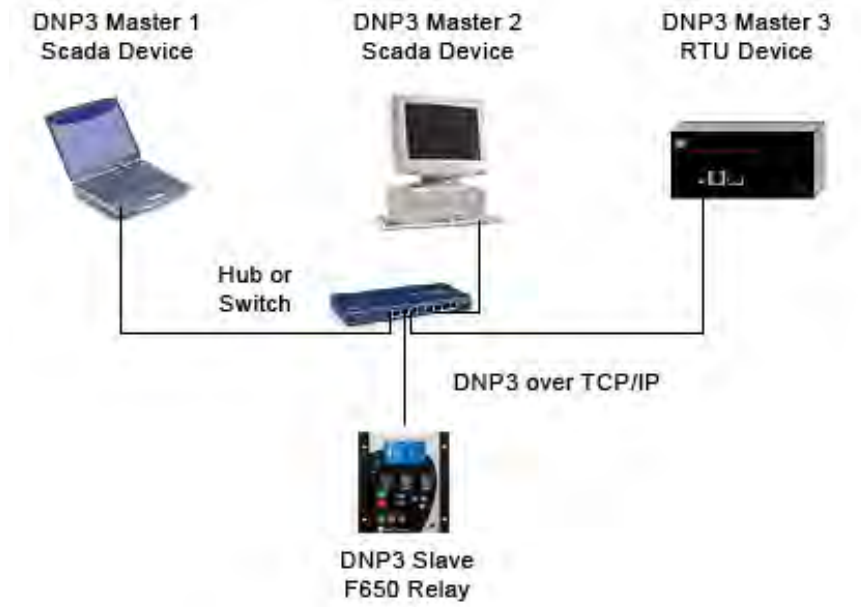 DNP3 Master 1
Scada Device
DNP3 Master 2
Scada Device
DNP3 Master 3
RTU Device
Hub or
Switch
DNP3 over TCP/IP
DNP3 Slave
F650 Relay